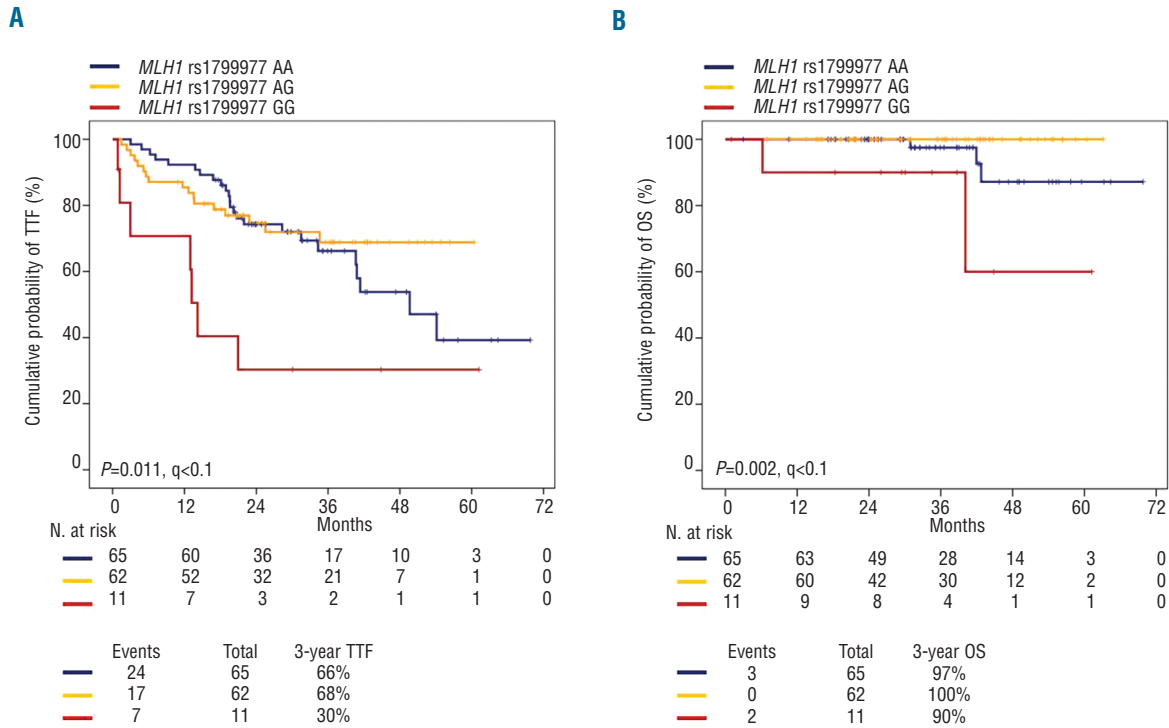 A
MLH1 rs1799977 AA
MLH1 rs1799977 AG
MLH1 rs1799977 GG
Cumulative probability of TTF (%)
100
80
60
40
20
0
P=0.011, q<0.1
0 12 24 36 48 60 72
Months
N. at risk
65 60 36 17 10 3 0
62 52 32 21 7 1 0
11 7 3 2 1 1 0
Events Total 3-year TTF
24 65 66%
17 62 68%
7 11 30%
B
MLH1 rs1799977 AA
MLH1 rs1799977 AG
MLH1 rs1799977 GG
Cumulative probability of OS (%)
100
80
60
40
20
0
P=0.002, q<0.1
0 12 24 36 48 60 72
Months
N. at risk
65 63 49 28 14 3 0
62 60 42 30 12 2 0
11 9 8 4 1 1 0
Events Total 3-year OS
3 65 97%
0 62 100%
2 11 90%